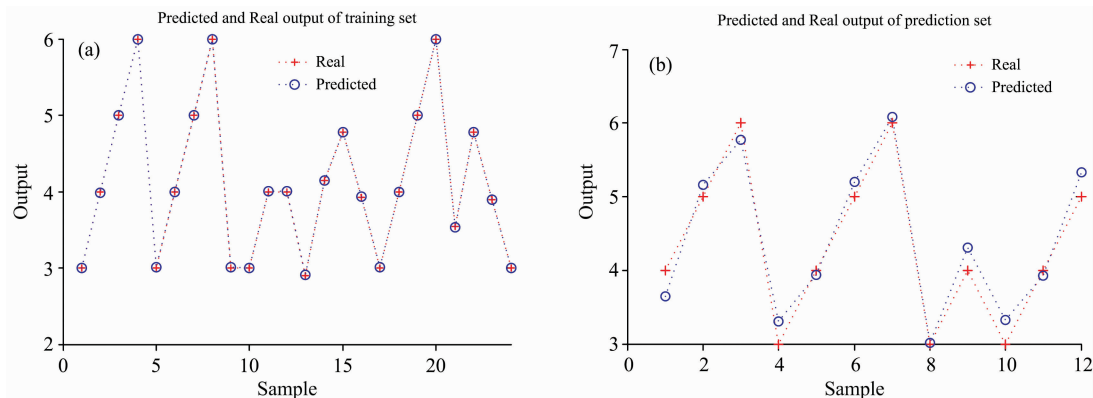 Predicted and Real output of training set
(a)
Real
Predicted
6
5
4
3
2
Output
0
5
10
15
20
Sample
Predicted and Real output of prediction set
(b)
Real
Predicted
7
6
5
4
3
Output
0
2
4
6
8
10
12
Sample